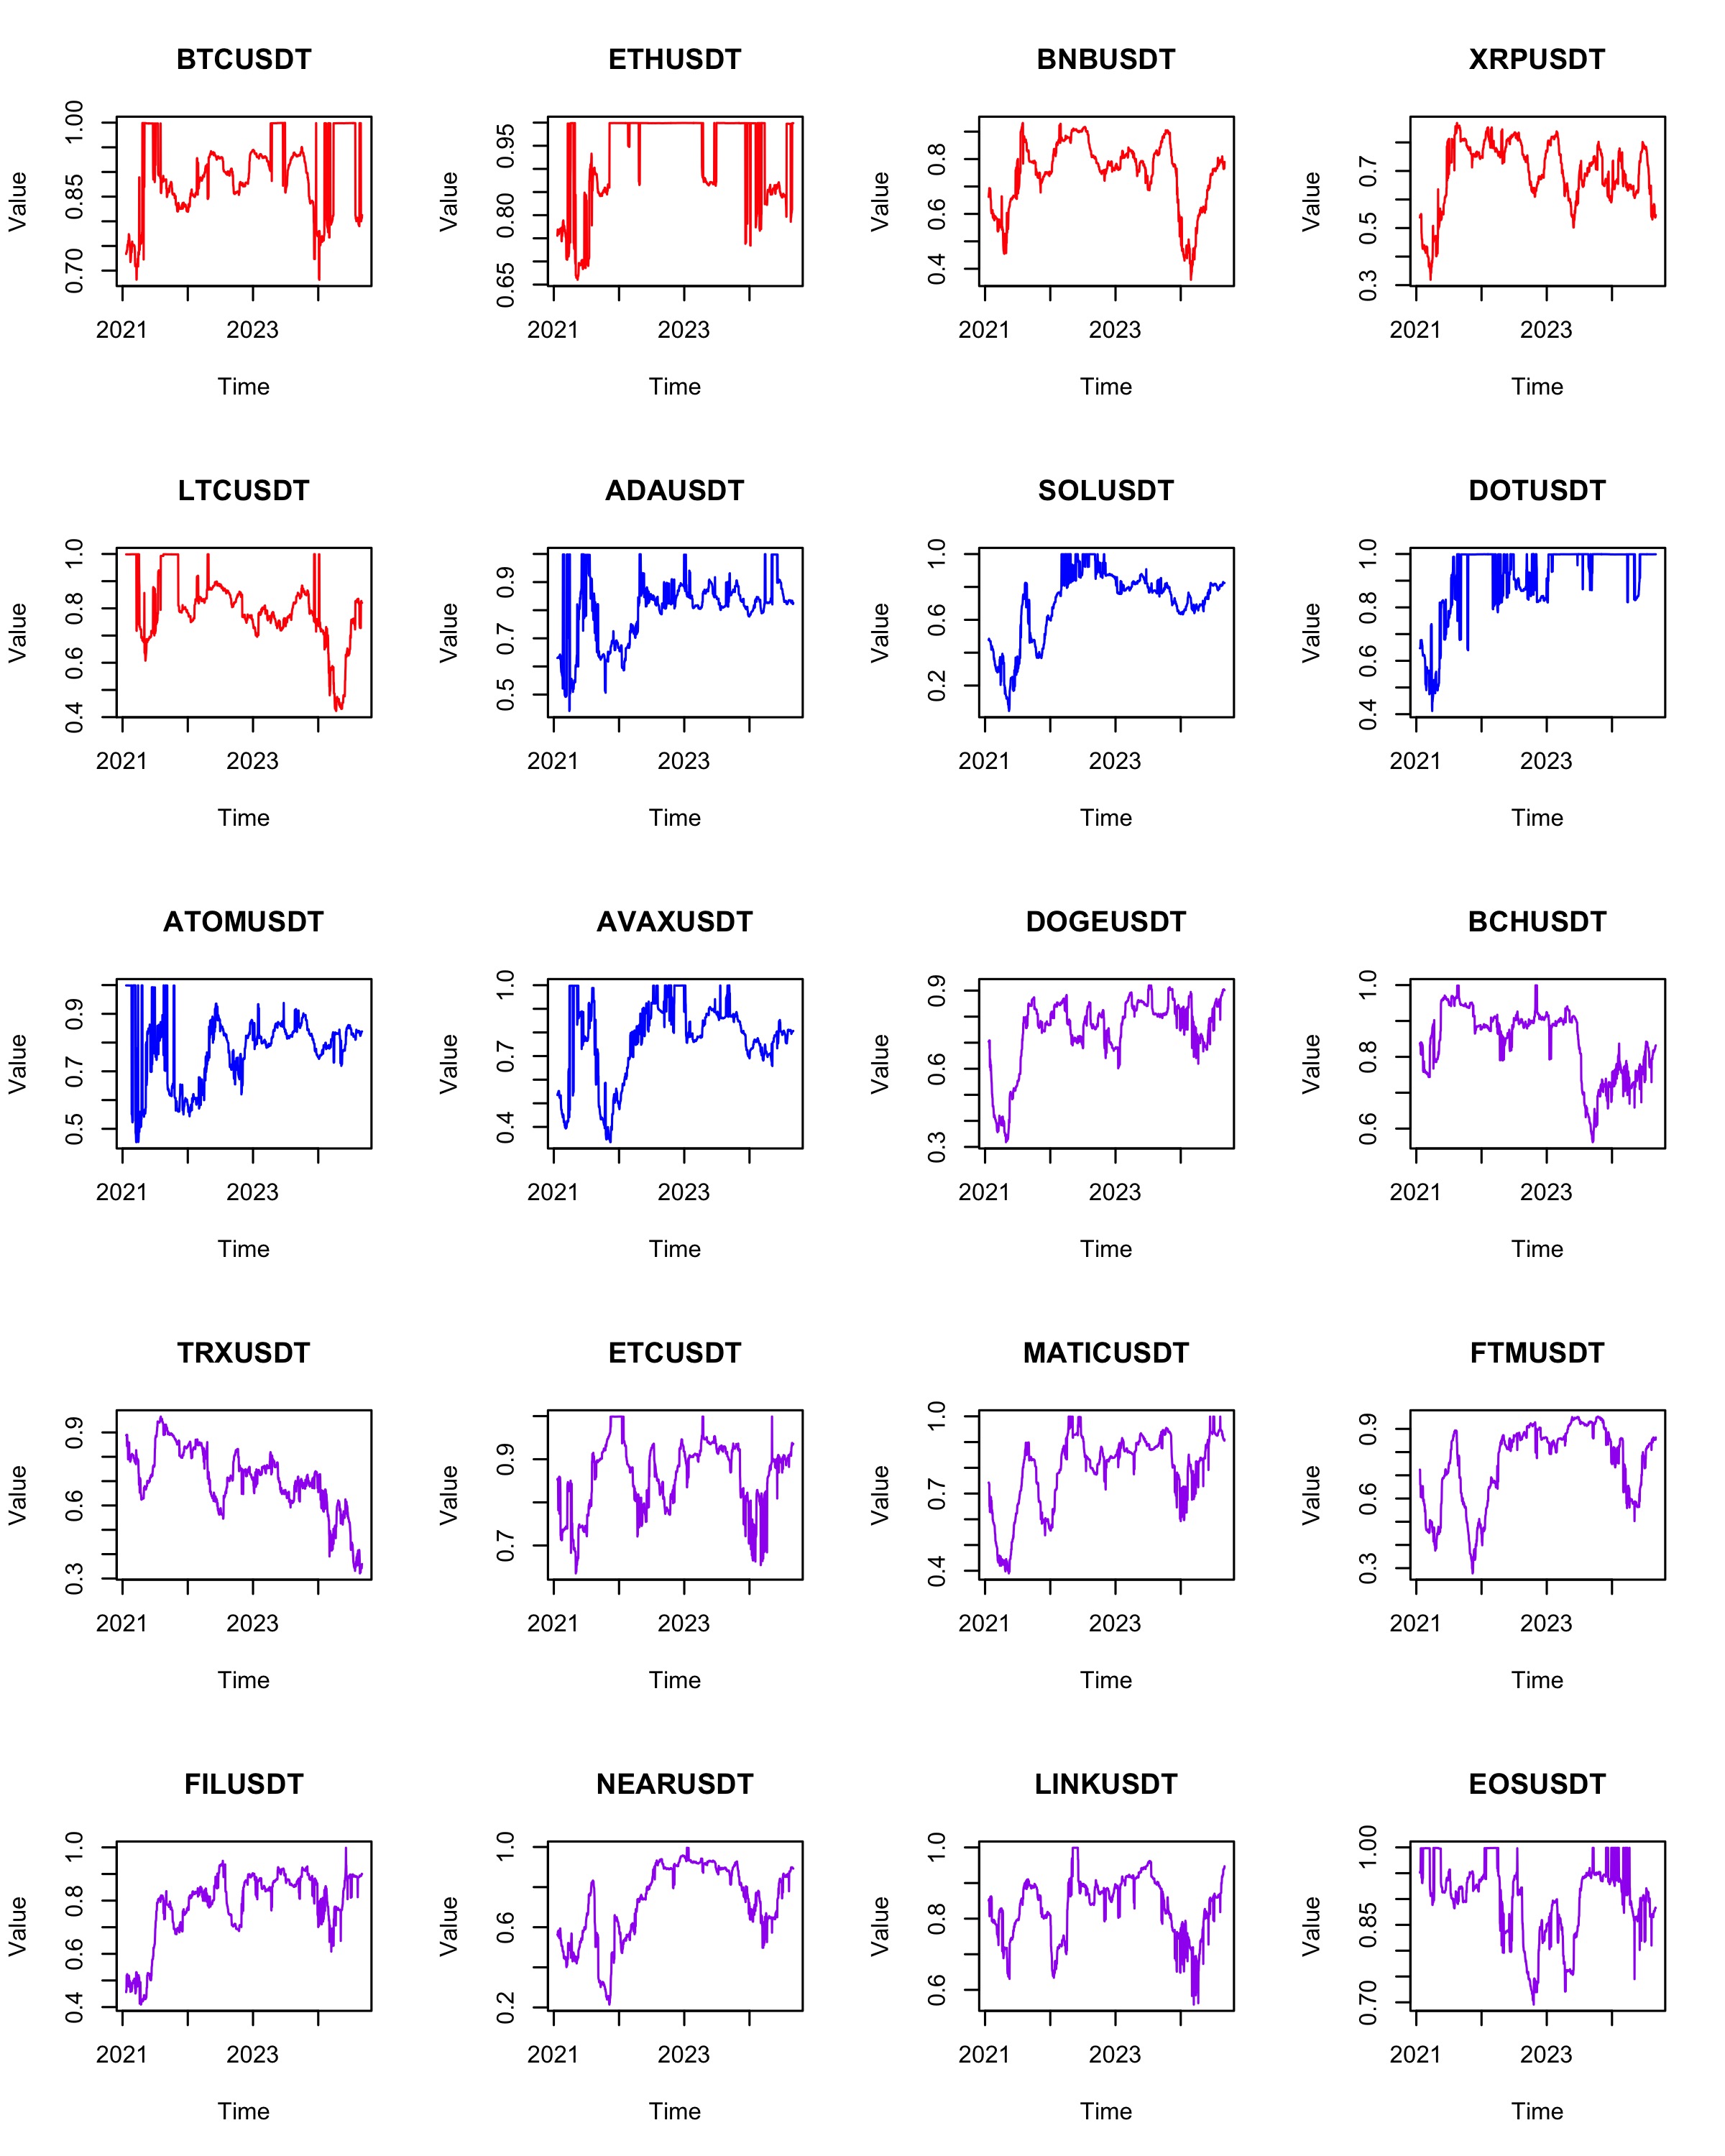 BTCUSDT ETHUSDT BNBUSDT XRPUSDT
Value 0.70 0.85 1.00 Value 0.65 0.80 0.95 Value 0.4 0.6 0.8 Value 0.3 0.5 0.7
2021 2023 2021 2023 2021 2023 2021 2023
Time Time Time Time
LTCUSDT ADAUSDT SOLUSDT DOTUSDT
Value 0.4 0.6 0.8 1.0 Value 0.5 0.7 0.9 Value 0.2 0.6 1.0 Value 0.4 0.6 0.8 1.0
2021 2023 2021 2023 2021 2023 2021 2023
Time Time Time Time
ATOMUSDT AVAXUSDT DOGEUSDT BCHUSDT
Value 0.5 0.7 0.9 Value 0.4 0.7 1.0 Value 0.3 0.6 0.9 Value 0.6 0.8 1.0
2021 2023 2021 2023 2021 2023 2021 2023
Time Time Time Time
TRXUSDT ETCUSDT MATICUSDT FTMUSDT
Value 0.3 0.6 0.9 Value 0.7 0.9 Value 0.4 0.7 1.0 Value 0.3 0.6 0.9
2021 2023 2021 2023 2021 2023 2021 2023
Time Time Time Time
FILUSDT NEARUSDT LINKUSDT EOSUSDT
Value 0.4 0.6 0.8 1.0 Value 0.2 0.6 1.0 Value 0.6 0.8 1.0 Value 0.70 0.85 1.00
2021 2023 2021 2023 2021 2023 2021 2023
Time Time Time Time